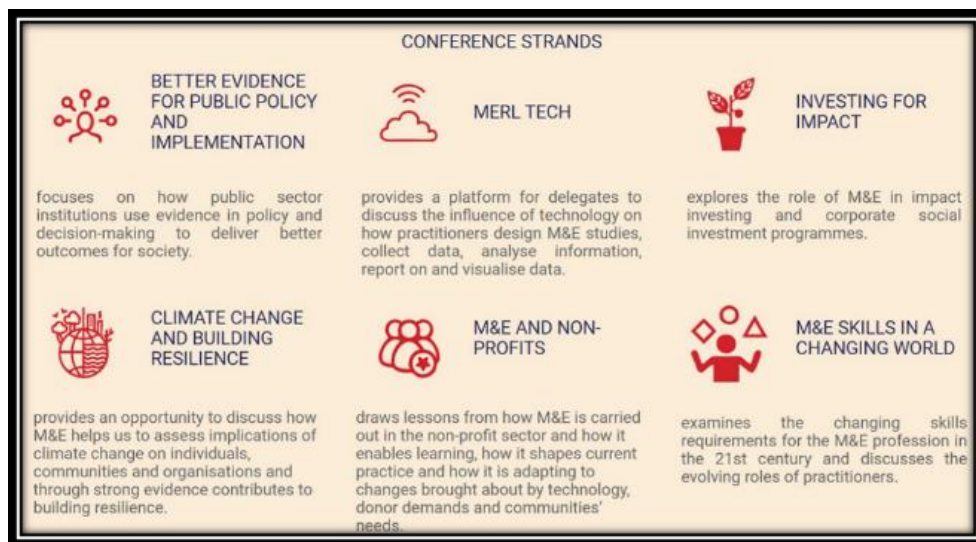 CONFERENCE STRANDS
BETTER EVIDENCE
FOR PUBLIC POLICY
AND
IMPLEMENTATION
focuses on how public sector
institutions use evidence in policy and
decision-making to deliver better
outcomes for society.
MERL TECH
provides a platform for delegates to
discuss the influence of technology on
how practitioners design M&E studies,
collect data, analyse information,
report on and visualise data.
INVESTING FOR
IMPACT
explores the role of M&E in impact
investing and corporate social
investment programmes.
CLIMATE CHANGE
AND BUILDING
RESILIENCE
provides an opportunity to discuss how
M&E helps us to assess implications of
climate change on individuals,
communities and organisations and
through strong evidence contributes to
building resilience.
M&E AND NON-
PROFITS
draws lessons from how M&E is carried
out in the non-profit sector and how it
enables learning, how it shapes current
practice and how it is adapting to
changes brought about by technology,
donor demands and communities'
needs.
M&E SKILLS IN A
CHANGING WORLD
examines the changing skills
requirements for the M&E profession in
the 21st century and discusses the
evolving roles of practitioners.